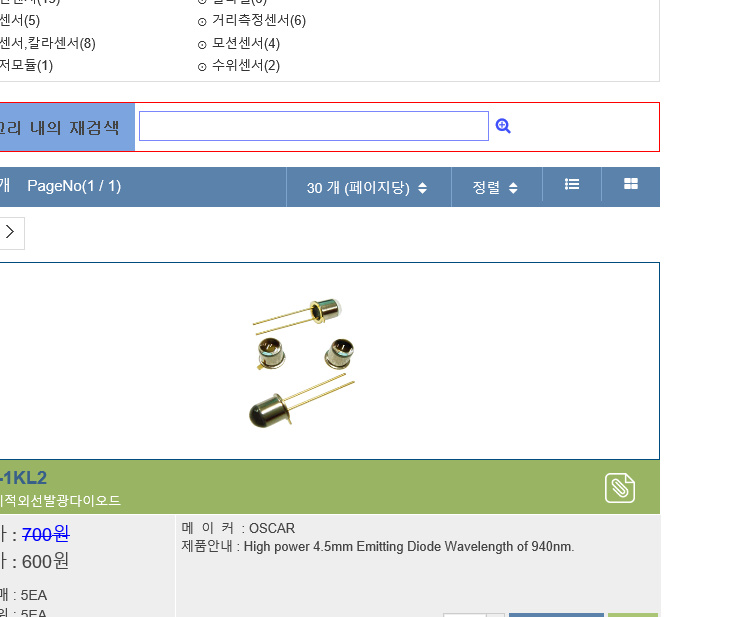 센서(5)
센서,칼라센서(8)
저모듈(1)
⊙ 거리측정센서(6)
⊙ 모션센서(4)
⊙ 수위센서(2)
고리 내의 재검색
개 PageNo(1 / 1)
30 개 (페이지당)
정렬
-1KL2
적외선발광다이오드
가 : 700원
가 : 600원
매 : 5EA
위 : 5EA
메 이 커 : OSCAR
제품안내 : High power 4.5mm Emitting Diode Wavelength of 940nm.